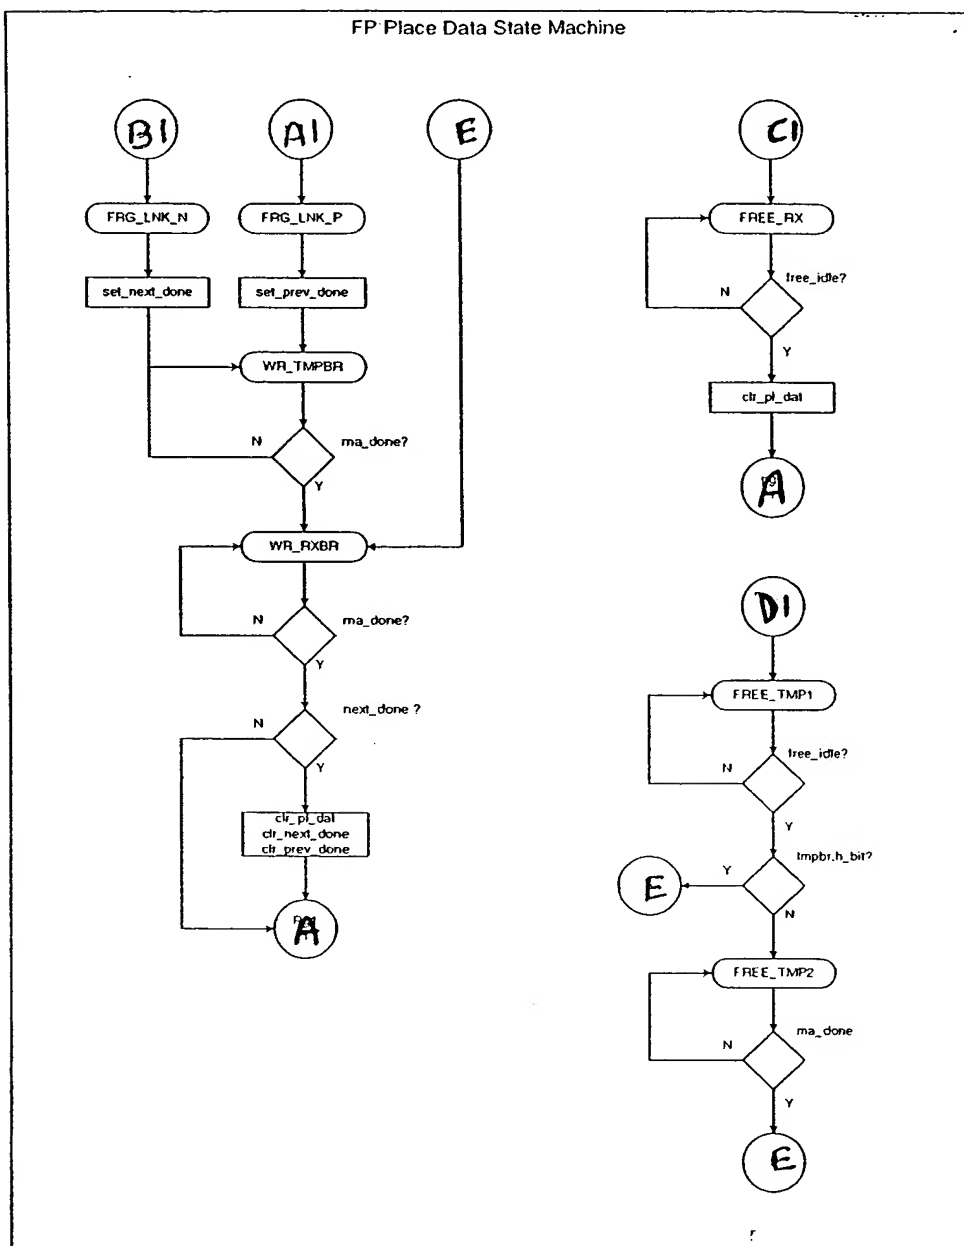 FP Place Data State Machine
B1
A1
E
FRG_LNK_N
FRG_LNK_P
set_next_done
set_prev_done
WR_TMPBR
N
ma_done?
Y
WR_RXBR
N
ma_done?
Y
next_done ?
N
Y
clr_pl_dat
clr_next_done
clr_prev_done
A
C1
FREE_RX
free_idle?
N
Y
clr_pl_dat
A
D1
FREE_TMP1
free_idle?
N
Y
tmpbr.h_bit?
Y
E
N
FREE_TMP2
ma_done
N
Y
E